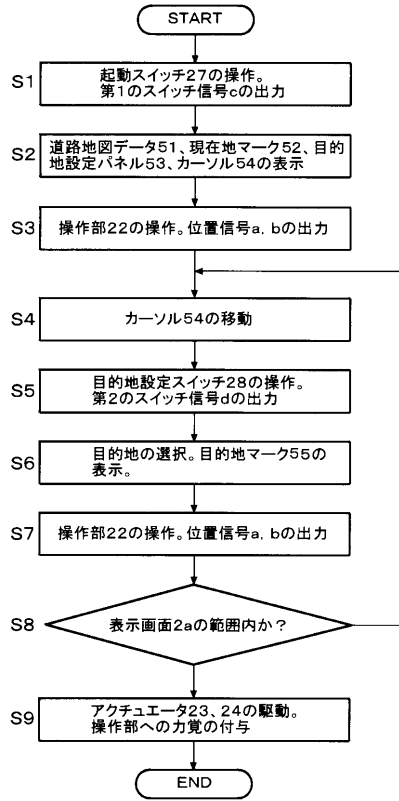 START
S1
起動スイッチ27の操作。
第1のスイッチ信号cの出力
S2
道路地図データ51、現在地マーク52、目的
地設定パネル53、カーソル54の表示
S3
操作部22の操作。位置信号a, bの出力
S4
カーソル54の移動
S5
目的地設定スイッチ28の操作。
第2のスイッチ信号dの出力
S6
目的地の選択。目的地マーク55の
表示。
S7
操作部22の操作。位置信号a, bの出力
S8
表示画面2aの範囲内か?
S9
アクチュエータ23、24の駆動。
操作部への力覚の付与
END